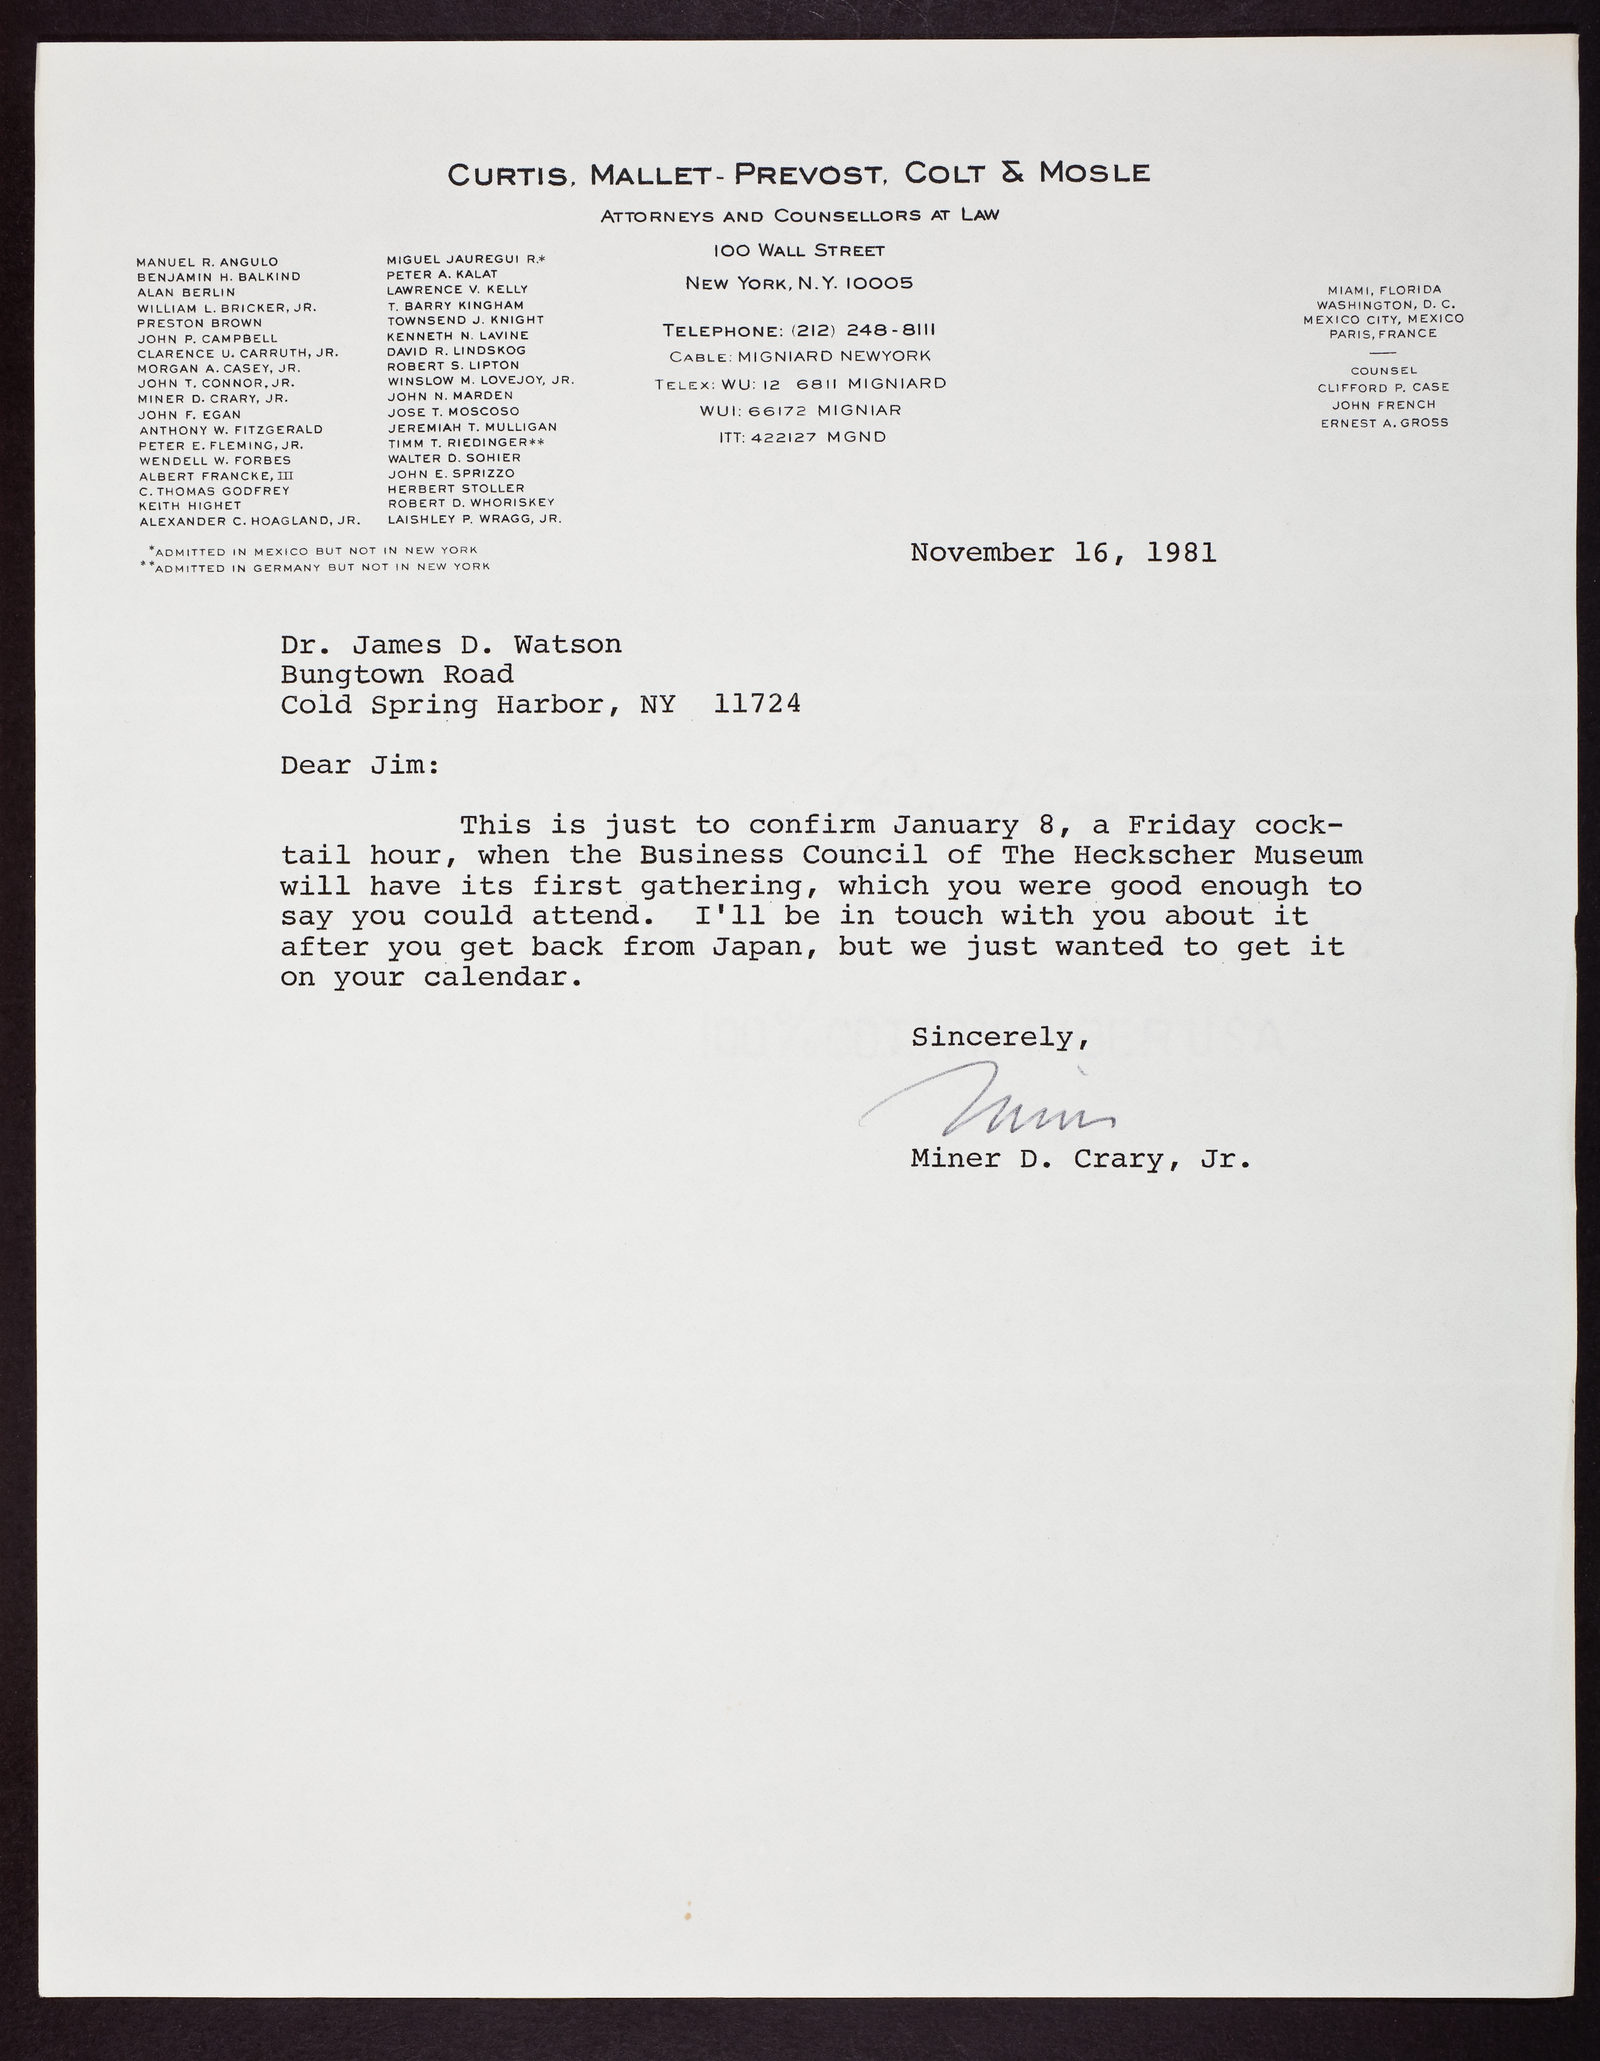 CURTIS, MALLET-PREVOST, COLT & MOSLE
ATTORNEYS AND COUNSELLORS AT LAW
100 WALL STREET
NEW YORK, N.Y. 10005
TELEPHONE: (212) 248-8111
CABLE: MIGNIARD NEWYORK
TELEX: WU: 12 6811 MIGNIARD
WUI: 66172 MIGNIAR
ITT: 422127 MGND
MANUEL R. ANGULO
BENJAMIN H. BALKIND
ALAN BERLIN
WILLIAM L. BRICKER, JR.
PRESTON BROWN
JOHN P. CAMPBELL
CLARENCE U. CARRUTH, JR.
MORGAN A. CASEY, JR.
JOHN T. CONNOR, JR.
MINER D. CRARY, JR.
JOHN F. EGAN
ANTHONY W. FITZGERALD
PETER E. FLEMING, JR.
WENDELL W. FORBES
ALBERT FRANCKE, III
C. THOMAS GODFREY
KEITH HIGHET
ALEXANDER C. HOAGLAND, JR.
MIGUEL JAUREGUI R.*
PETER A. KALAT
LAWRENCE V. KELLY
T. BARRY KINGHAM
TOWNSEND J. KNIGHT
KENNETH N. LAVINE
DAVID R. LINDSKOG
ROBERT S. LIPTON
WINSLOW M. LOVEJOY, JR.
JOHN N. MARDEN
JOSE T. MOSCOSO
JEREMIAH T. MULLIGAN
TIMM T. RIEDINGER**
WALTER D. SOHIER
JOHN E. SPRIZZO
HERBERT STOLLER
ROBERT D. WHORISKEY
LAISHLEY P. WRAGG, JR.
*ADMITTED IN MEXICO BUT NOT IN NEW YORK
**ADMITTED IN GERMANY BUT NOT IN NEW YORK
MIAMI, FLORIDA
WASHINGTON, D. C.
MEXICO CITY, MEXICO
PARIS, FRANCE
COUNSEL
CLIFFORD P. CASE
JOHN FRENCH
ERNEST A. GROSS
November 16, 1981
Dr. James D. Watson
Bungtown Road
Cold Spring Harbor, NY  11724
Dear Jim:
This is just to confirm January 8, a Friday cock-
tail hour, when the Business Council of The Heckscher Museum
will have its first gathering, which you were good enough to
say you could attend.  I'll be in touch with you about it
after you get back from Japan, but we just wanted to get it
on your calendar.
Sincerely,
Miner
Miner D. Crary, Jr.